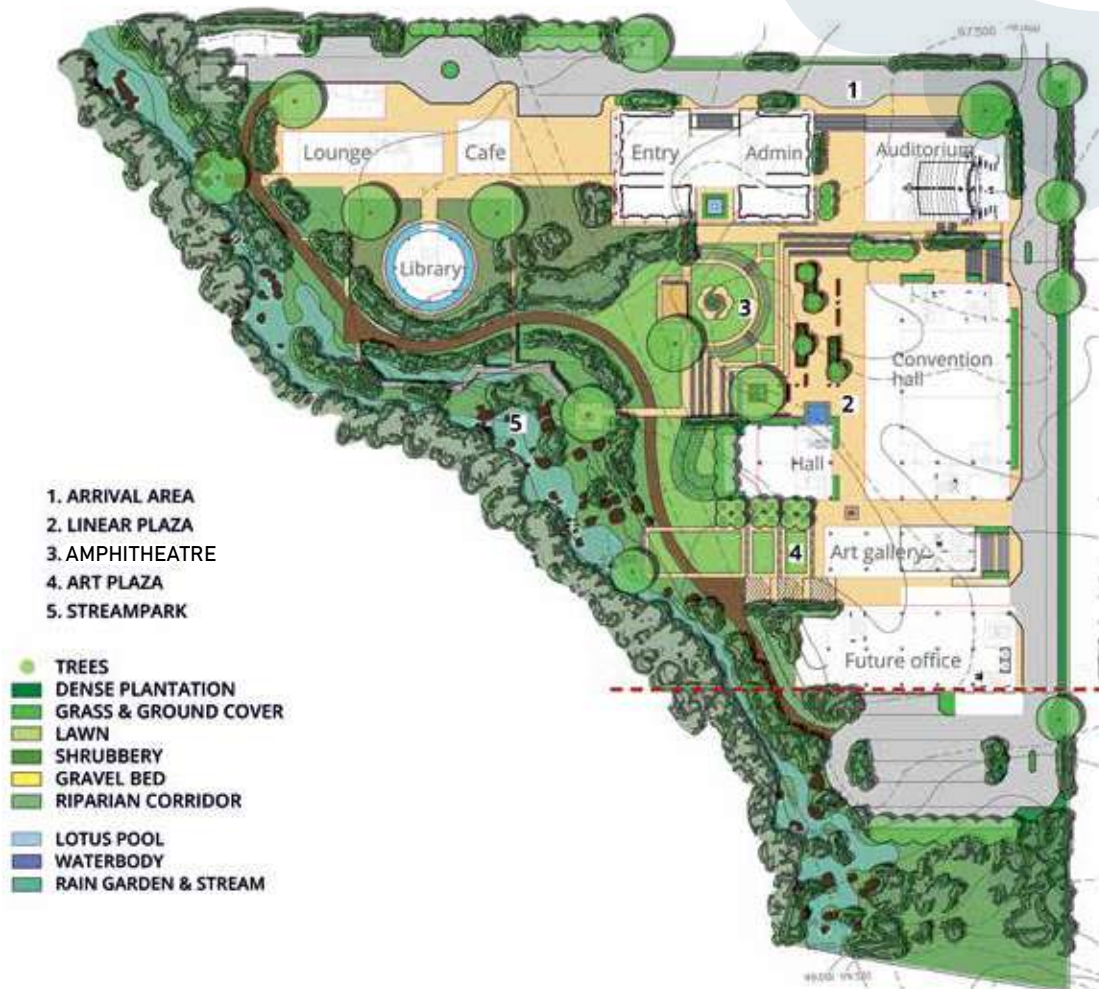 67.500
1
Lounge
Cafe
Entry
Admin
Auditorium
Library
3
Convention
hall
2
5
Hall
1. ARRIVAL AREA
2. LINEAR PLAZA
3. AMPHITHEATRE
4. ART PLAZA
5. STREAMPARK
4
Art gallery
TREES
DENSE PLANTATION
GRASS & GROUND COVER
LAWN
SHRUBBERY
GRAVEL BED
RIPARIAN CORRIDOR
Future office
LOTUS POOL
WATERBODY
RAIN GARDEN & STREAM